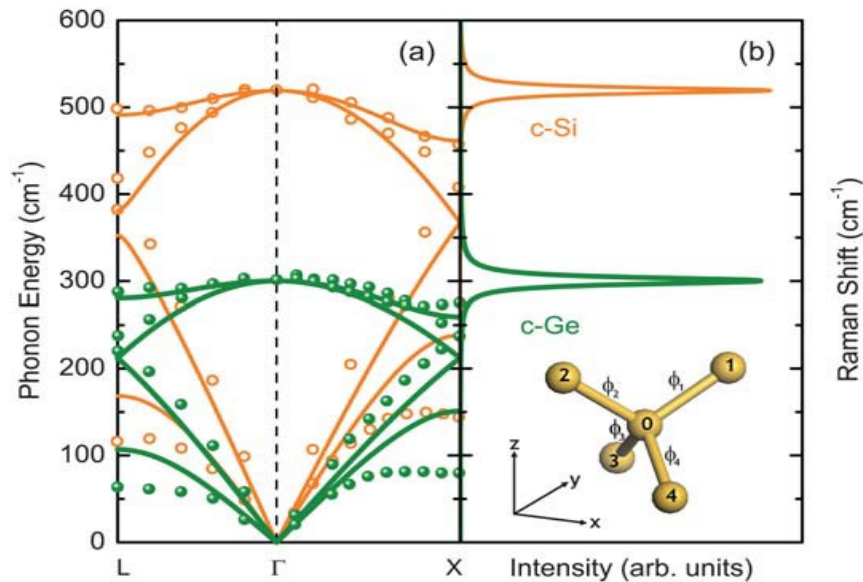 Phonon Energy (cm⁻¹)
600
500
400
300
200
100
0
L
Γ
X
(a)
(b)
c-Si
c-Ge
Raman Shift (cm⁻¹)
Intensity (arb. units)
2
1
ϕ₂
ϕ₁
0
ϕ₃
3
ϕ₄
4
z
y
x